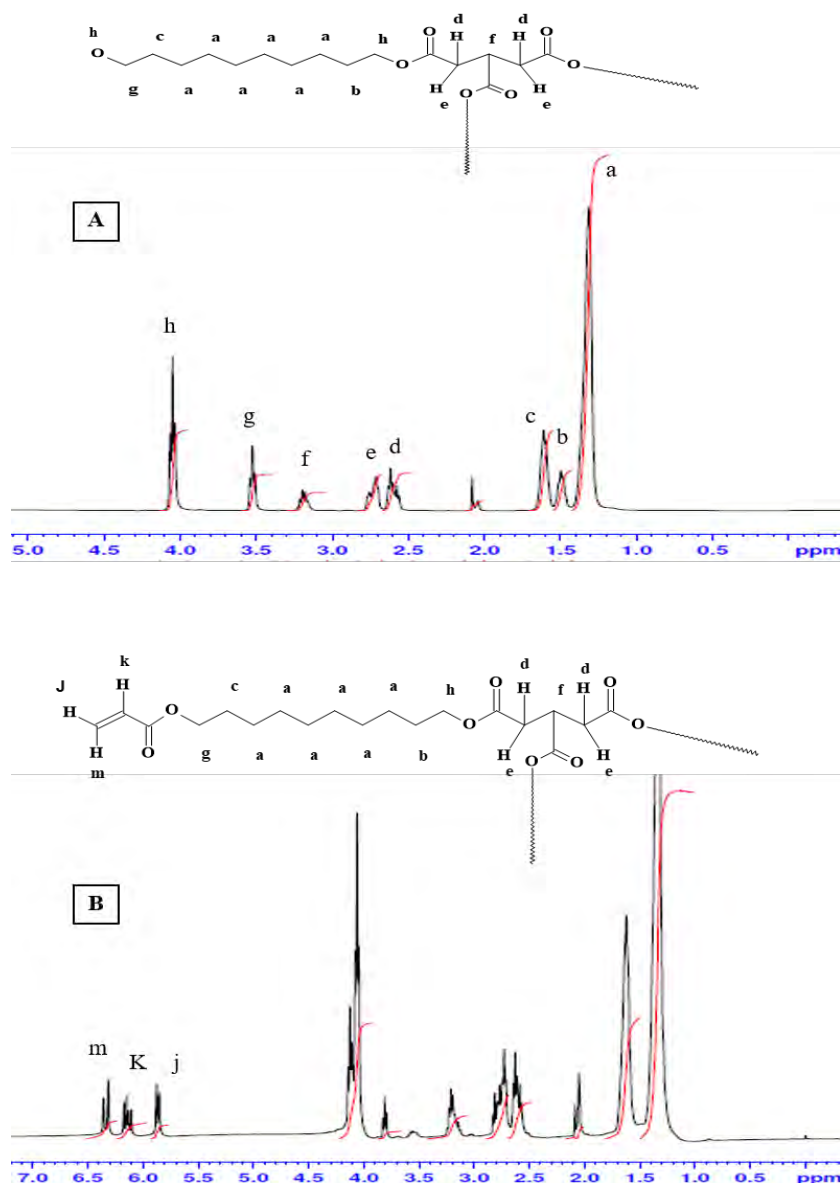 d d
h O H f H O
c a a a h
O O O
g a a a b H O O H
e e
a
A
h
g
f e d c b
5.0 4.5 4.0 3.5 3.0 2.5 2.0 1.5 1.0 0.5 ppm
k d d
J H c a a a h O H f H O
H O O O
H O g a a a b H O O H
m e e
B
m K j
7.0 6.5 6.0 5.5 5.0 4.5 4.0 3.5 3.0 2.5 2.0 1.5 1.0 0.5 0.0 ppm